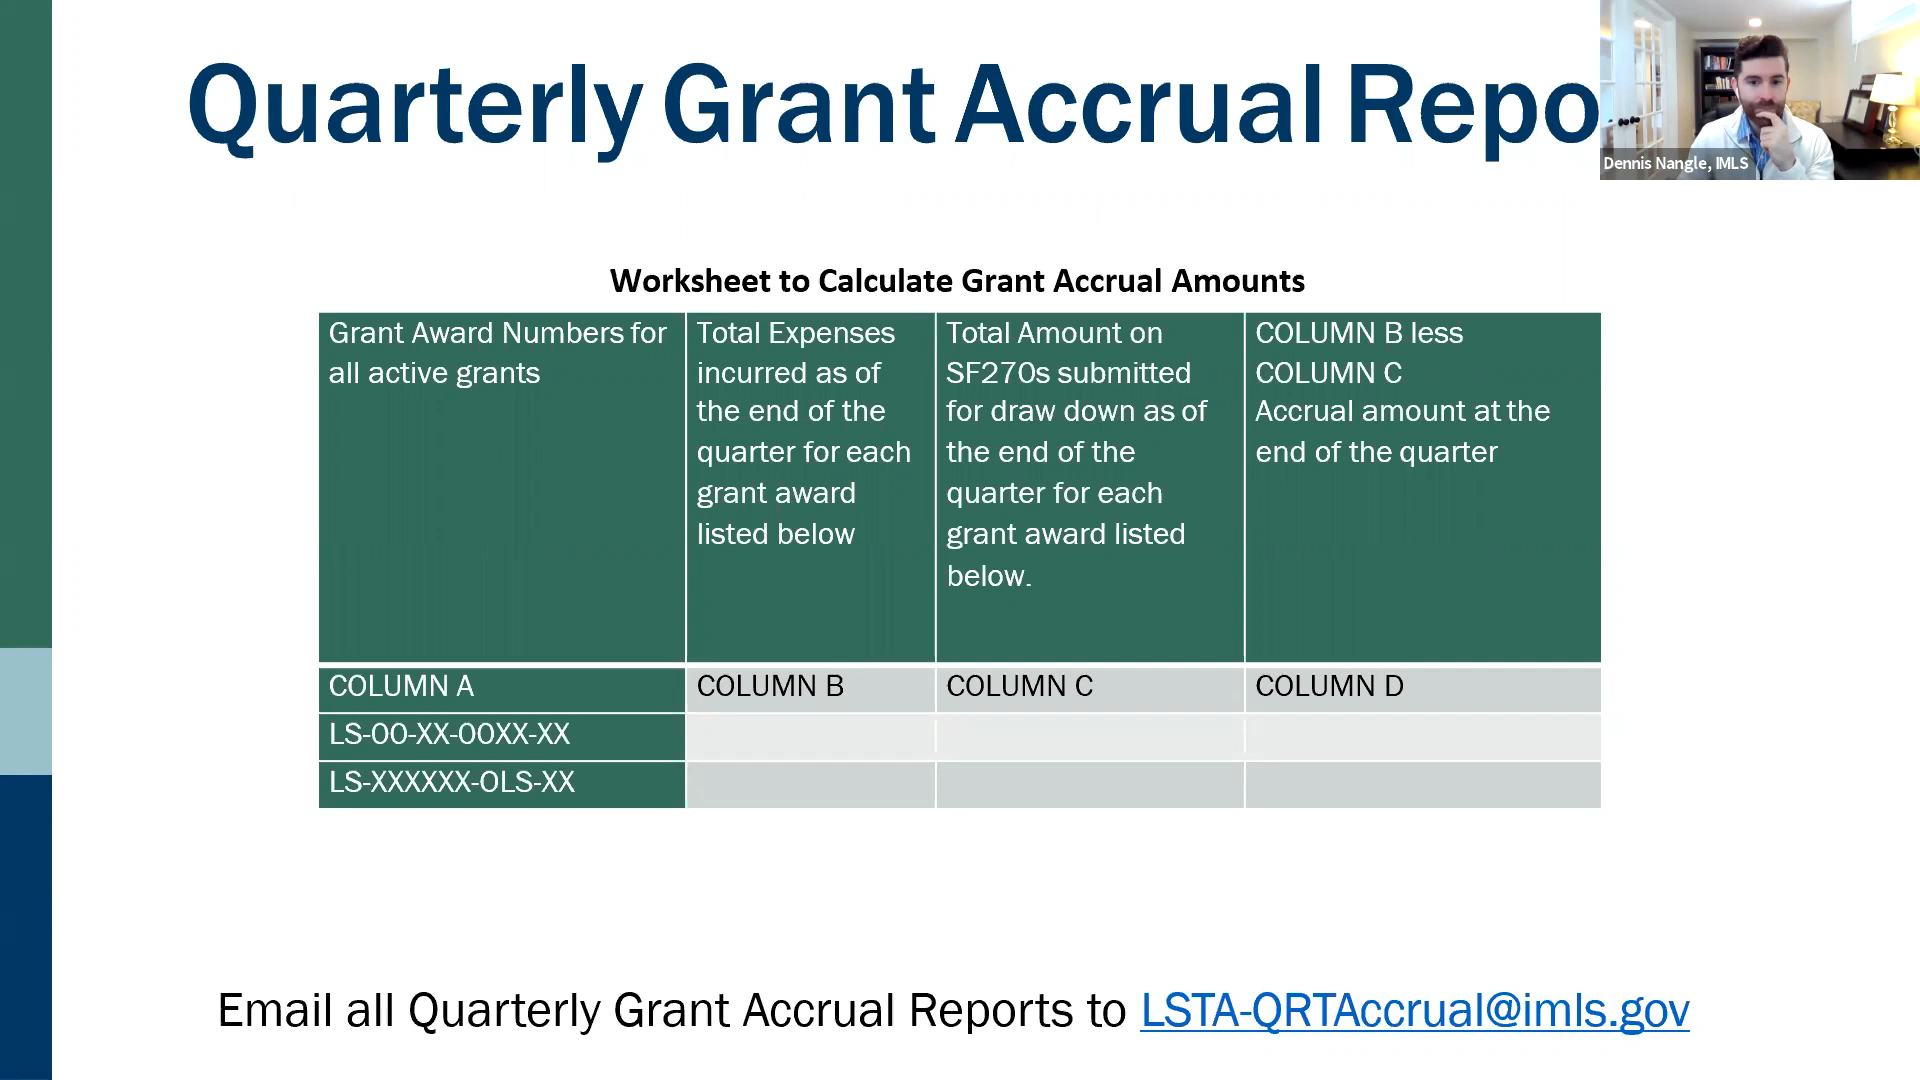 Quarterly Grant Accrual Repo
Dennis Nangle, IMLS
Worksheet to Calculate Grant Accrual Amounts
Grant Award Numbers for
all active grants
Total Expenses
incurred as of
the end of the
quarter for each
grant award
listed below
Total Amount on
SF270s submitted
for draw down as of
the end of the
quarter for each
grant award listed
below.
COLUMN B less
COLUMN C
Accrual amount at the
end of the quarter
COLUMN A
COLUMN B
COLUMN C
COLUMN D
LS-00-XX-00XX-XX
LS-XXXXXX-OLS-XX
Email all Quarterly Grant Accrual Reports to LSTA-QRTAccrual@imls.gov